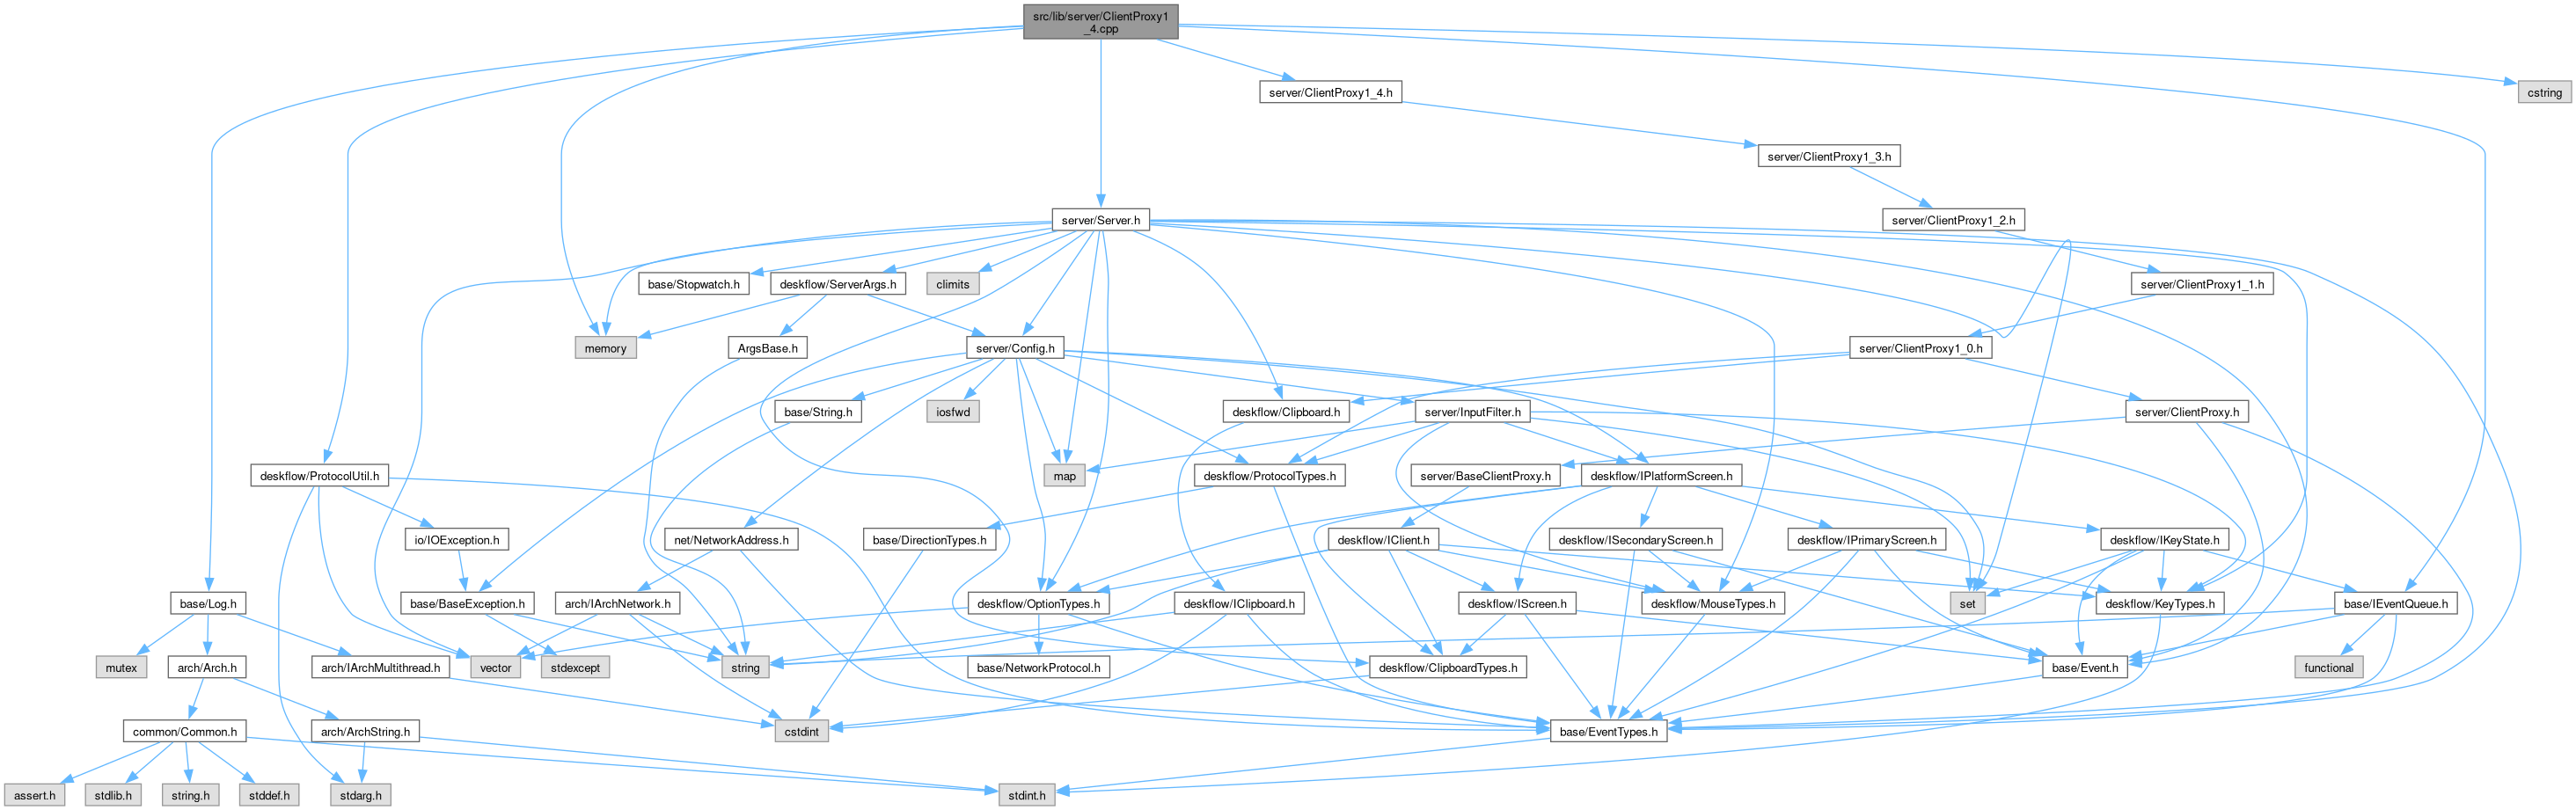 src/lib/server/ClientProxy1
_4.cpp
server/ClientProxy1_4.h
cstring
server/ClientProxy1_3.h
server/Server.h
server/ClientProxy1_2.h
base/Stopwatch.h
deskflow/ServerArgs.h
climits
server/ClientProxy1_1.h
memory
ArgsBase.h
server/Config.h
server/ClientProxy1_0.h
base/String.h
iosfwd
deskflow/Clipboard.h
server/InputFilter.h
server/ClientProxy.h
deskflow/ProtocolUtil.h
map
deskflow/ProtocolTypes.h
server/BaseClientProxy.h
deskflow/IPlatformScreen.h
io/IOException.h
net/NetworkAddress.h
base/DirectionTypes.h
deskflow/IClient.h
deskflow/ISecondaryScreen.h
deskflow/IPrimaryScreen.h
deskflow/IKeyState.h
base/Log.h
base/BaseException.h
arch/IArchNetwork.h
deskflow/OptionTypes.h
deskflow/IClipboard.h
deskflow/IScreen.h
deskflow/MouseTypes.h
set
deskflow/KeyTypes.h
base/IEventQueue.h
mutex
arch/Arch.h
arch/IArchMultithread.h
vector
stdexcept
string
base/NetworkProtocol.h
deskflow/ClipboardTypes.h
base/Event.h
functional
common/Common.h
arch/ArchString.h
cstdint
base/EventTypes.h
assert.h
stdlib.h
string.h
stddef.h
stdarg.h
stdint.h